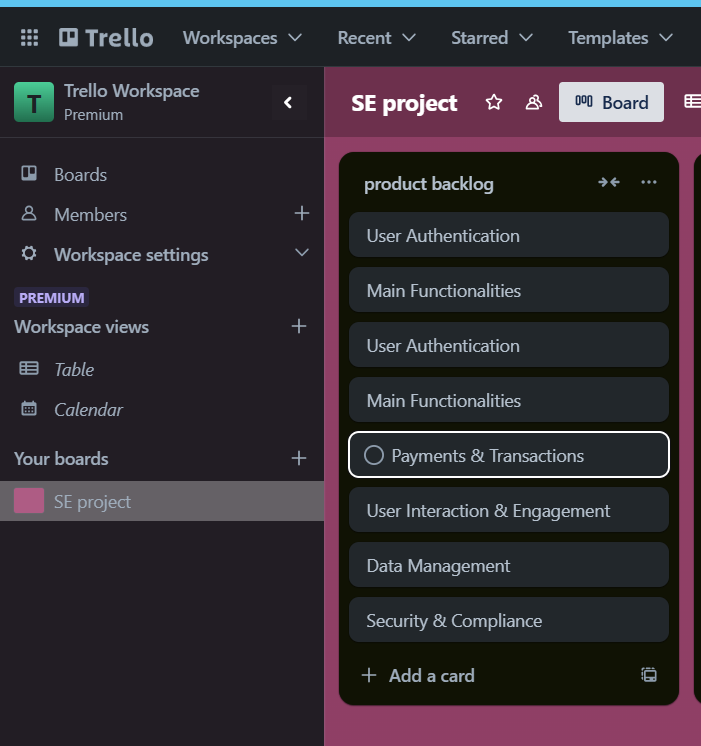 Trello
Workspaces
Recent
Starred
Templates
T
Trello Workspace
Premium
Boards
Members
Workspace settings
PREMIUM
Workspace views
Table
Calendar
Your boards
SE project
SE project
Board
product backlog
User Authentication
Main Functionalities
User Authentication
Main Functionalities
Payments & Transactions
User Interaction & Engagement
Data Management
Security & Compliance
Add a card